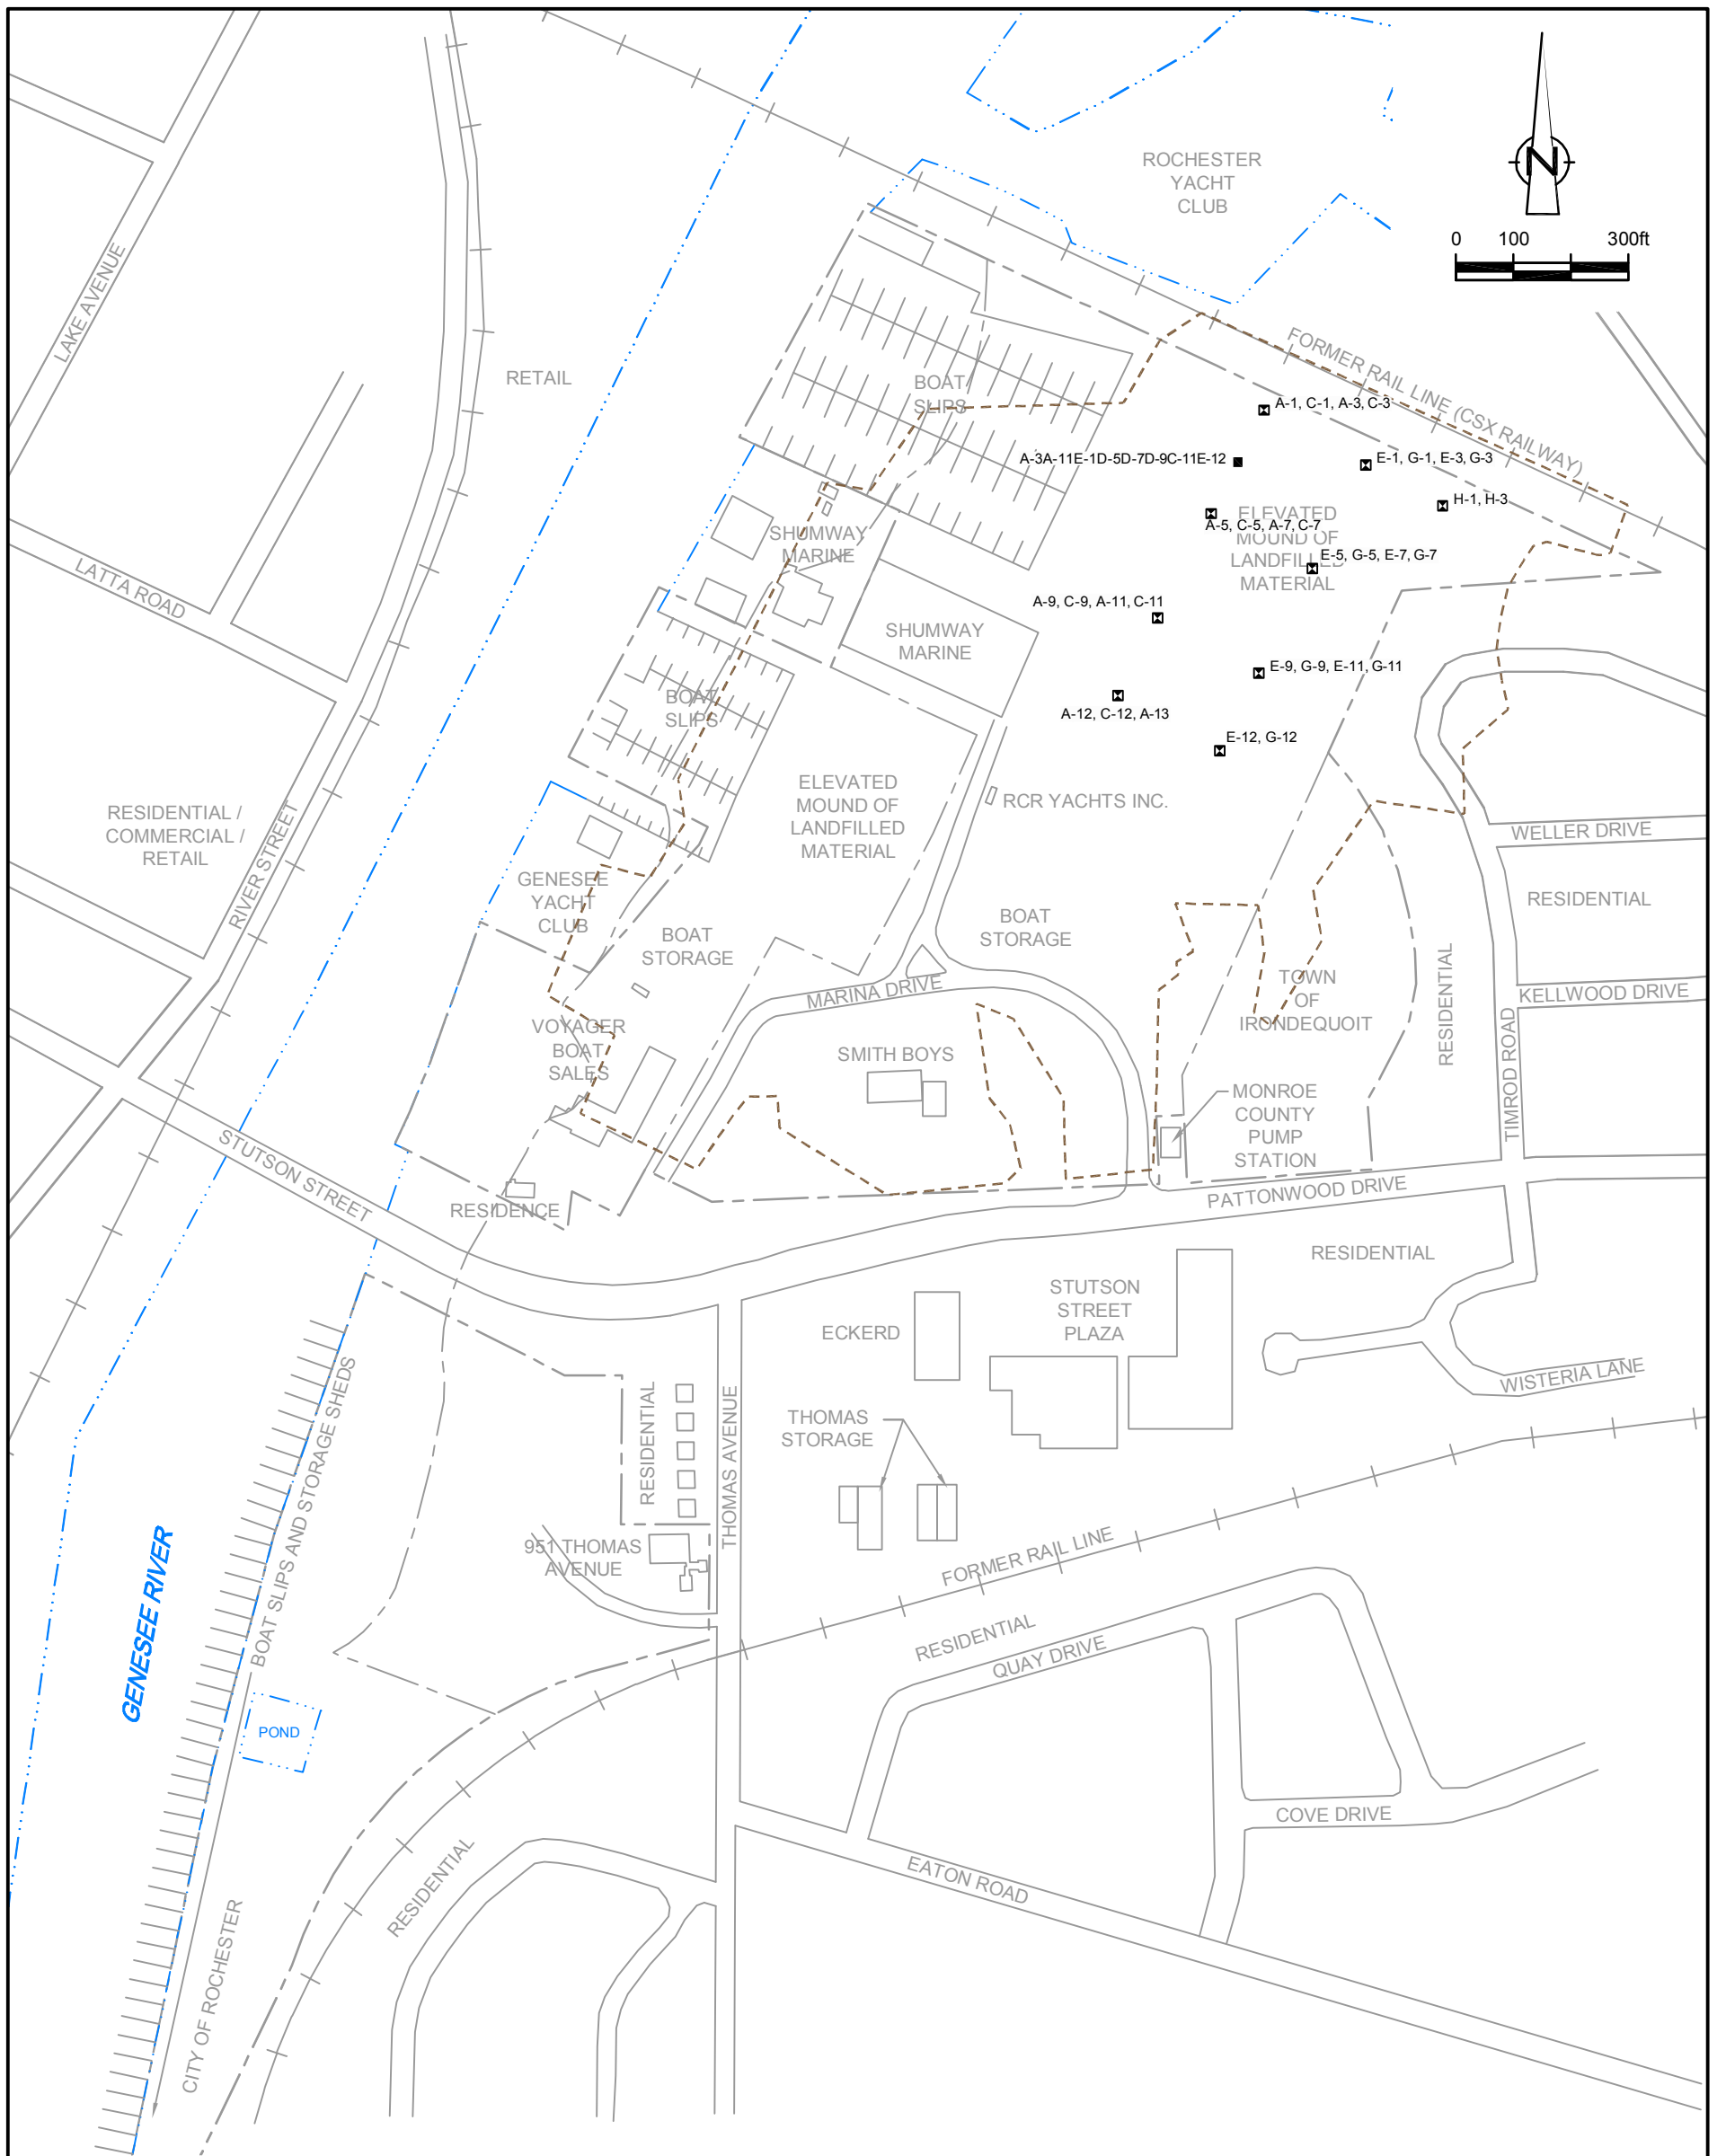 ROCHESTER
YACHT
CLUB
N
0 100 300ft
LAKE AVENUE
RETAIL
BOAT
SLIPS
FORMER RAIL LINE (CSX RAILWAY)
A-1, C-1, A-3, C-3
A-3A-11E-1D-5D-7D-9C-11E-12
E-1, G-1, E-3, G-3
H-1, H-3
A-5, C-5, A-7, C-7
ELEVATED
MOUND OF
LANDFILLED
MATERIAL
E-5, G-5, E-7, G-7
SHUMWAY
MARINE
LATTA ROAD
A-9, C-9, A-11, C-11
SHUMWAY
MARINE
E-9, G-9, E-11, G-11
BOAT
SLIPS
A-12, C-12, A-13
E-12, G-12
ELEVATED
MOUND OF
LANDFILLED
MATERIAL
RCR YACHTS INC.
RESIDENTIAL /
COMMERCIAL /
RETAIL
RIVER STREET
WELLER DRIVE
GENESEE
YACHT
CLUB
RESIDENTIAL
BOAT
STORAGE
BOAT
STORAGE
MARINA DRIVE
TOWN
OF
IRONDEQUOIT
RESIDENTIAL
KELLWOOD DRIVE
VOYAGER
BOAT
SALES
SMITH BOYS
TIMROD ROAD
MONROE
COUNTY
PUMP
STATION
STUTSON STREET
RESIDENCE
PATTONWOOD DRIVE
RESIDENTIAL
STUTSON
STREET
PLAZA
ECKERD
WISTERIA LANE
BOAT SLIPS AND STORAGE SHEDS
RESIDENTIAL
THOMAS AVENUE
THOMAS
STORAGE
951 THOMAS
AVENUE
FORMER RAIL LINE
GENESEE RIVER
RESIDENTIAL
QUAY DRIVE
POND
COVE DRIVE
RESIDENTIAL
EATON ROAD
CITY OF ROCHESTER